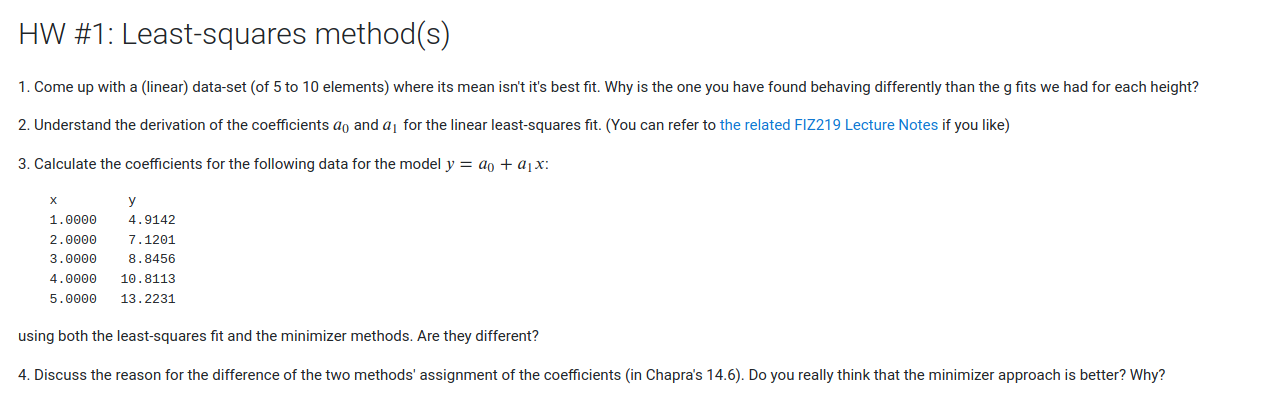 HW #1: Least-squares method(s)
1. Come up with a (linear) data-set (of 5 to 10 elements) where its mean isn't it's best fit. Why is the one you have found behaving differently than the g fits we had for each height?
2. Understand the derivation of the coefficients a₀ and a₁ for the linear least-squares fit. (You can refer to the related FIZ219 Lecture Notes if you like)
3. Calculate the coefficients for the following data for the model y = a₀ + a₁x:
x y
1.0000 4.9142
2.0000 7.1201
3.0000 8.8456
4.0000 10.8113
5.0000 13.2231
using both the least-squares fit and the minimizer methods. Are they different?
4. Discuss the reason for the difference of the two methods' assignment of the coefficients (in Chapra's 14.6). Do you really think that the minimizer approach is better? Why?